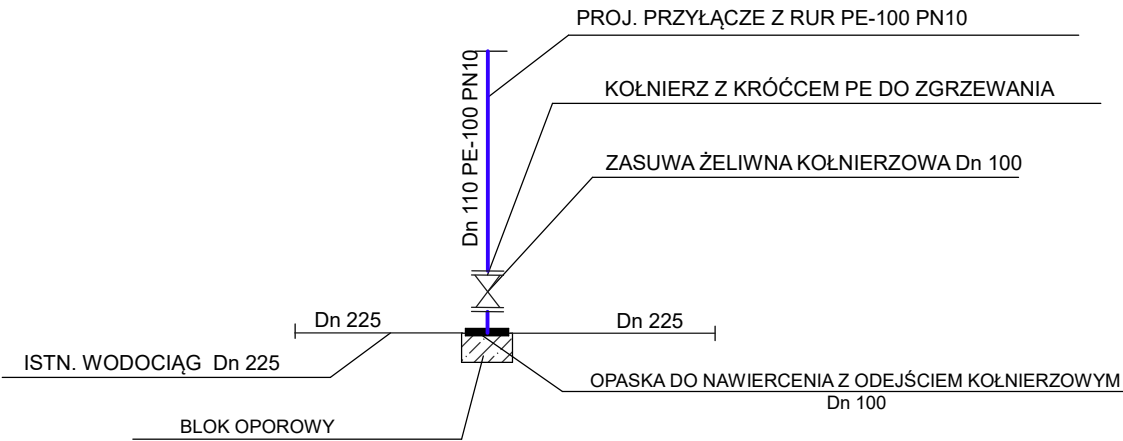 PROJ. PRZYŁĄCZE Z RUR PE-100 PN10
Dn 110 PE-100 PN10
KOŁNIERZ Z KRÓĆCEM PE DO ZGRZEWANIA
ZASUWA ŻELIWNA KOŁNIERZOWA Dn 100
Dn 225
Dn 225
ISTN. WODOCIĄG Dn 225
OPASKA DO NAWIERCENIA Z ODEJŚCIEM KOŁNIERZOWYM
Dn 100
BLOK OPOROWY